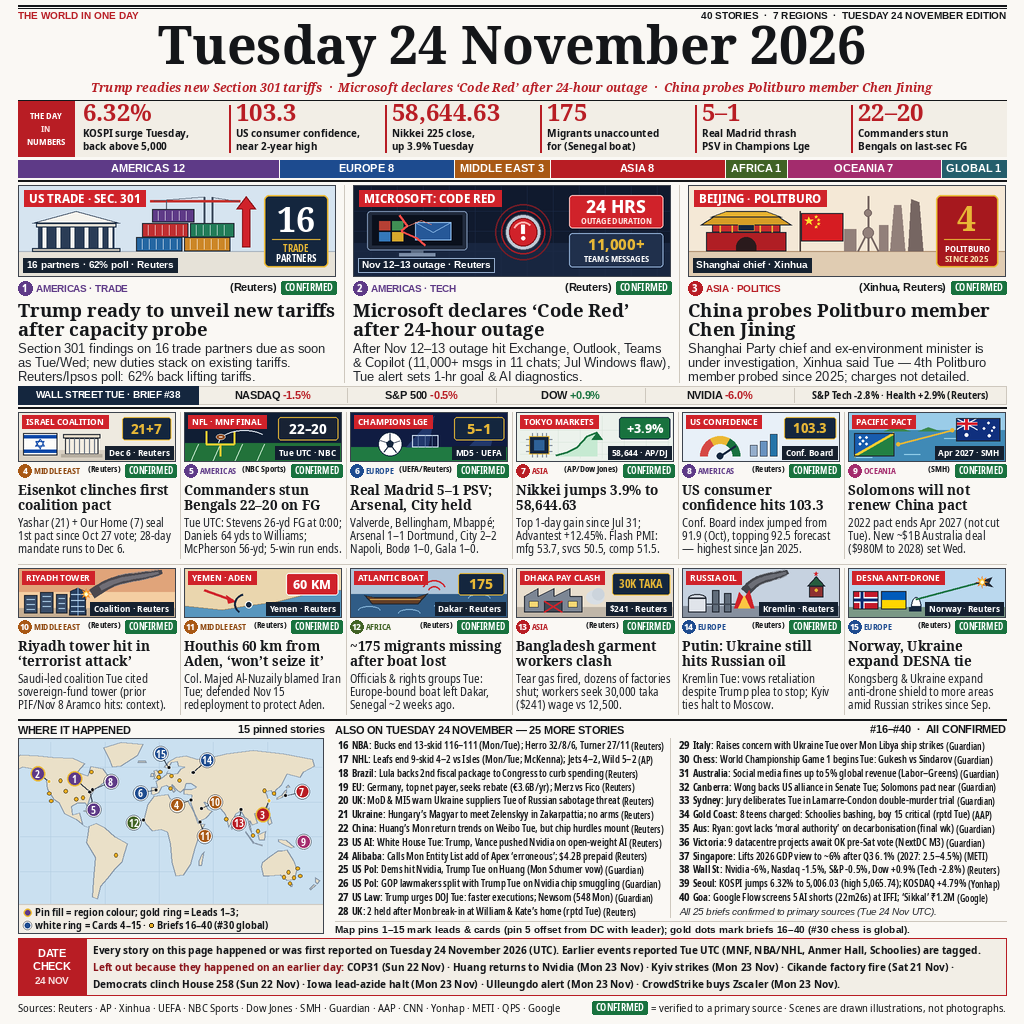 THE WORLD IN ONE DAY
40 STORIES · 7 REGIONS · TUESDAY 24 NOVEMBER EDITION
Tuesday 24 November 2026
Trump readies new Section 301 tariffs · Microsoft declares ‘Code Red’ after 24-hour outage · China probes Politburo member Chen Jining
THE DAY
IN
NUMBERS
6.32%
KOSPI surge Tuesday,
back above 5,000
103.3
US consumer confidence,
near 2-year high
58,644.63
Nikkei 225 close,
up 3.9% Tuesday
175
Migrants unaccounted
for (Senegal boat)
5–1
Real Madrid thrash
PSV in Champions Lge
22–20
Commanders stun
Bengals on last-sec FG
AMERICAS 12
EUROPE 8
MIDDLE EAST 3
ASIA 8
AFRICA 1
OCEANIA 7
GLOBAL 1
US TRADE · SEC. 301
16
TRADE
PARTNERS
16 partners · 62% poll · Reuters
1 AMERICAS · TRADE (Reuters) CONFIRMED
Trump ready to unveil new tariffs
after capacity probe
Section 301 findings on 16 trade partners due as soon
as Tue/Wed; new duties stack on existing tariffs.
Reuters/Ipsos poll: 62% back lifting tariffs.
MICROSOFT: CODE RED
24 HRS
OUTAGE DURATION
11,000+
TEAMS MESSAGES
Nov 12–13 outage · Reuters
2 AMERICAS · TECH (Reuters) CONFIRMED
Microsoft declares ‘Code Red’
after 24-hour outage
After Nov 12–13 outage hit Exchange, Outlook, Teams
& Copilot (11,000+ msgs in 11 chats; Jul Windows flaw),
Tue alert sets 1-hr goal & AI diagnostics.
BEIJING · POLITBURO
4
POLITBURO
SINCE 2025
Shanghai chief · Xinhua
3 ASIA · POLITICS (Xinhua, Reuters) CONFIRMED
China probes Politburo member
Chen Jining
Shanghai Party chief and ex-environment minister is
under investigation, Xinhua said Tue — 4th Politburo
member probed since 2025; charges not detailed.
WALL STREET TUE · BRIEF #38
NASDAQ -1.5%
S&P 500 -0.5%
DOW +0.9%
NVIDIA -6.0%
S&P Tech -2.8% · Health +2.9% (Reuters)
ISRAEL COALITION
21+7
Dec 6 · Reuters
4 MIDDLE EAST (Reuters) CONFIRMED
Eisenkot clinches first
coalition pact
Yashar (21) + Our Home (7) seal
1st pact since Oct 27 vote; 28-day
mandate runs to Dec 6.
NFL · MNF FINAL
22–20
Tue UTC · NBC
5 AMERICAS (NBC Sports) CONFIRMED
Commanders stun
Bengals 22–20 on FG
Tue UTC: Stevens 26-yd FG at 0:00;
Daniels 64 yds to Williams;
McPherson 56-yd; 5-win run ends.
CHAMPIONS LGE
5–1
MD5 · UEFA
6 EUROPE (UEFA/Reuters) CONFIRMED
Real Madrid 5–1 PSV;
Arsenal, City held
Valverde, Bellingham, Mbappé;
Arsenal 1–1 Dortmund, City 2–2
Napoli, Bodø 1–0, Gala 1–0.
TOKYO MARKETS
+3.9%
58,644 · AP/DJ
7 ASIA (AP/Dow Jones) CONFIRMED
Nikkei jumps 3.9% to
58,644.63
Top 1-day gain since Jul 31;
Advantest +12.45%. Flash PMI:
mfg 53.7, svcs 50.5, comp 51.5.
US CONFIDENCE
103.3
Conf. Board
8 AMERICAS (Reuters) CONFIRMED
US consumer
confidence hits 103.3
Conf. Board index jumped from
91.9 (Oct), topping 92.5 forecast
— highest since Jan 2025.
PACIFIC PACT
Apr 2027 · SMH
9 OCEANIA (SMH) CONFIRMED
Solomons will not
renew China pact
2022 pact ends Apr 2027 (not cut
Tue). New ~$1B Australia deal
($980M to 2028) set Wed.
RIYADH TOWER
Coalition · Reuters
10 MIDDLE EAST (Reuters) CONFIRMED
Riyadh tower hit in
‘terrorist attack’
Saudi-led coalition Tue cited
sovereign-fund tower (prior
PIF/Nov 8 Aramco hits: context).
YEMEN · ADEN
60 KM
Yemen · Reuters
11 MIDDLE EAST (Reuters) CONFIRMED
Houthis 60 km from
Aden, ‘won’t seize it’
Col. Majed Al-Nuzaily blamed Iran
Tue; defended Nov 15
redeployment to protect Aden.
ATLANTIC BOAT
175
Dakar · Reuters
12 AFRICA (Reuters) CONFIRMED
~175 migrants missing
after boat lost
Officials & rights groups Tue:
Europe-bound boat left Dakar,
Senegal ~2 weeks ago.
DHAKA PAY CLASH
30K TAKA
$241 · Reuters
13 ASIA (Reuters) CONFIRMED
Bangladesh garment
workers clash
Tear gas fired, dozens of factories
shut; workers seek 30,000 taka
($241) wage vs 12,500.
RUSSIA OIL
Kremlin · Reuters
14 EUROPE (Reuters) CONFIRMED
Putin: Ukraine still
hits Russian oil
Kremlin Tue: vows retaliation
despite Trump plea to stop; Kyiv
ties halt to Moscow.
DESNA ANTI-DRONE
Norway · Reuters
15 EUROPE (Reuters) CONFIRMED
Norway, Ukraine
expand DESNA tie
Kongsberg & Ukraine expand
anti-drone shield to more areas
amid Russian strikes since Sep.
WHERE IT HAPPENED
15 pinned stories
15
14
2
1
8
7
6
4
10
5
12
13
3
11
9
Pin fill = region colour; gold ring = Leads 1–3;
white ring = Cards 4–15 · Briefs 16–40 (#30 chess is global)
ALSO ON TUESDAY 24 NOVEMBER — 25 MORE STORIES
#16–#40 · All CONFIRMED
16 NBA: Bucks end 13-skid 116–111 (Mon/Tue); Herro 32/8/6, Turner 27/11 (Reuters)
17 NHL: Leafs end 9-skid 4–2 vs Isles (Mon/Tue; McKenna); Jets 4–2, Wild 5–2 (AP)
18 Brazil: Lula backs 2nd fiscal package to Congress to curb spending (Reuters)
19 EU: Germany, top net payer, seeks rebate (€3.6B/yr); Merz vs Fico (Reuters)
20 UK: MoD & MI5 warn Ukraine suppliers Tue of Russian sabotage threat (Reuters)
21 Ukraine: Hungary’s Magyar to meet Zelenskyy in Zakarpattia; no arms (Reuters)
22 China: Huang’s Mon return trends on Weibo Tue, but chip hurdles mount (Reuters)
23 US AI: White House Tue: Trump, Vance pushed Nvidia on open-weight AI (Reuters)
24 Alibaba: Calls Mon Entity List add of Apex ‘erroneous’; $4.2B prepaid (Reuters)
25 US Pol: Dems hit Nvidia, Trump Tue on Huang (Mon Schumer vow) (Guardian)
26 US Pol: GOP lawmakers split with Trump Tue on Nvidia chip smuggling (Guardian)
27 US Law: Trump urges DOJ Tue: faster executions; Newsom (548 Mon) (Guardian)
28 UK: 2 held after Mon break-in at William & Kate’s home (rptd Tue) (Reuters)
29 Italy: Raises concern with Ukraine Tue over Mon Libya ship strikes (Guardian)
30 Chess: World Championship Game 1 begins Tue: Gukesh vs Sindarov (Guardian)
31 Australia: Social media fines up to 5% global revenue (Labor–Greens) (Guardian)
32 Canberra: Wong backs US alliance in Senate Tue; Solomons pact near (Guardian)
33 Sydney: Jury deliberates Tue in Lamarre-Condon double-murder trial (Guardian)
34 Gold Coast: 8 teens charged: Schoolies bashing, boy 15 critical (rptd Tue) (AAP)
35 Aus: Ryan: govt lacks ‘moral authority’ on decarbonisation (final wk) (Guardian)
36 Victoria: 9 datacentre projects await OK pre-Sat vote (NextDC M3) (Guardian)
37 Singapore: Lifts 2026 GDP view to ~6% after Q3 6.1% (2027: 2.5–4.5%) (METI)
38 Wall St: Nvidia -6%, Nasdaq -1.5%, S&P -0.5%, Dow +0.9% (Tech -2.8%) (Reuters)
39 Seoul: KOSPI jumps 6.32% to 5,006.03 (high 5,065.74); KOSDAQ +4.79% (Yonhap)
40 Goa: Google Flow screens 5 AI shorts (22m26s) at IFFI; ‘Sikkal’ ₹1.2M (Google)
All 25 briefs confirmed to primary sources (Tue 24 Nov UTC).
Map pins 1–15 mark leads & cards (pin 5 offset from DC with leader); gold dots mark briefs 16–40 (#30 chess is global).
DATE
CHECK
24 NOV
Every story on this page happened or was first reported on Tuesday 24 November 2026 (UTC). Earlier events reported Tue UTC (MNF, NBA/NHL, Anmer Hall, Schoolies) are tagged.
Left out because they happened on an earlier day: COP31 (Sun 22 Nov) · Huang returns to Nvidia (Mon 23 Nov) · Kyiv strikes (Mon 23 Nov) · Cikande factory fire (Sat 21 Nov) ·
Democrats clinch House 258 (Sun 22 Nov) · Iowa lead-azide halt (Mon 23 Nov) · Ulleungdo alert (Mon 23 Nov) · CrowdStrike buys Zscaler (Mon 23 Nov).
Sources: Reuters · AP · Xinhua · UEFA · NBC Sports · Dow Jones · SMH · Guardian · AAP · CNN · Yonhap · METI · QPS · Google
CONFIRMED = verified to a primary source · Scenes are drawn illustrations, not photographs.